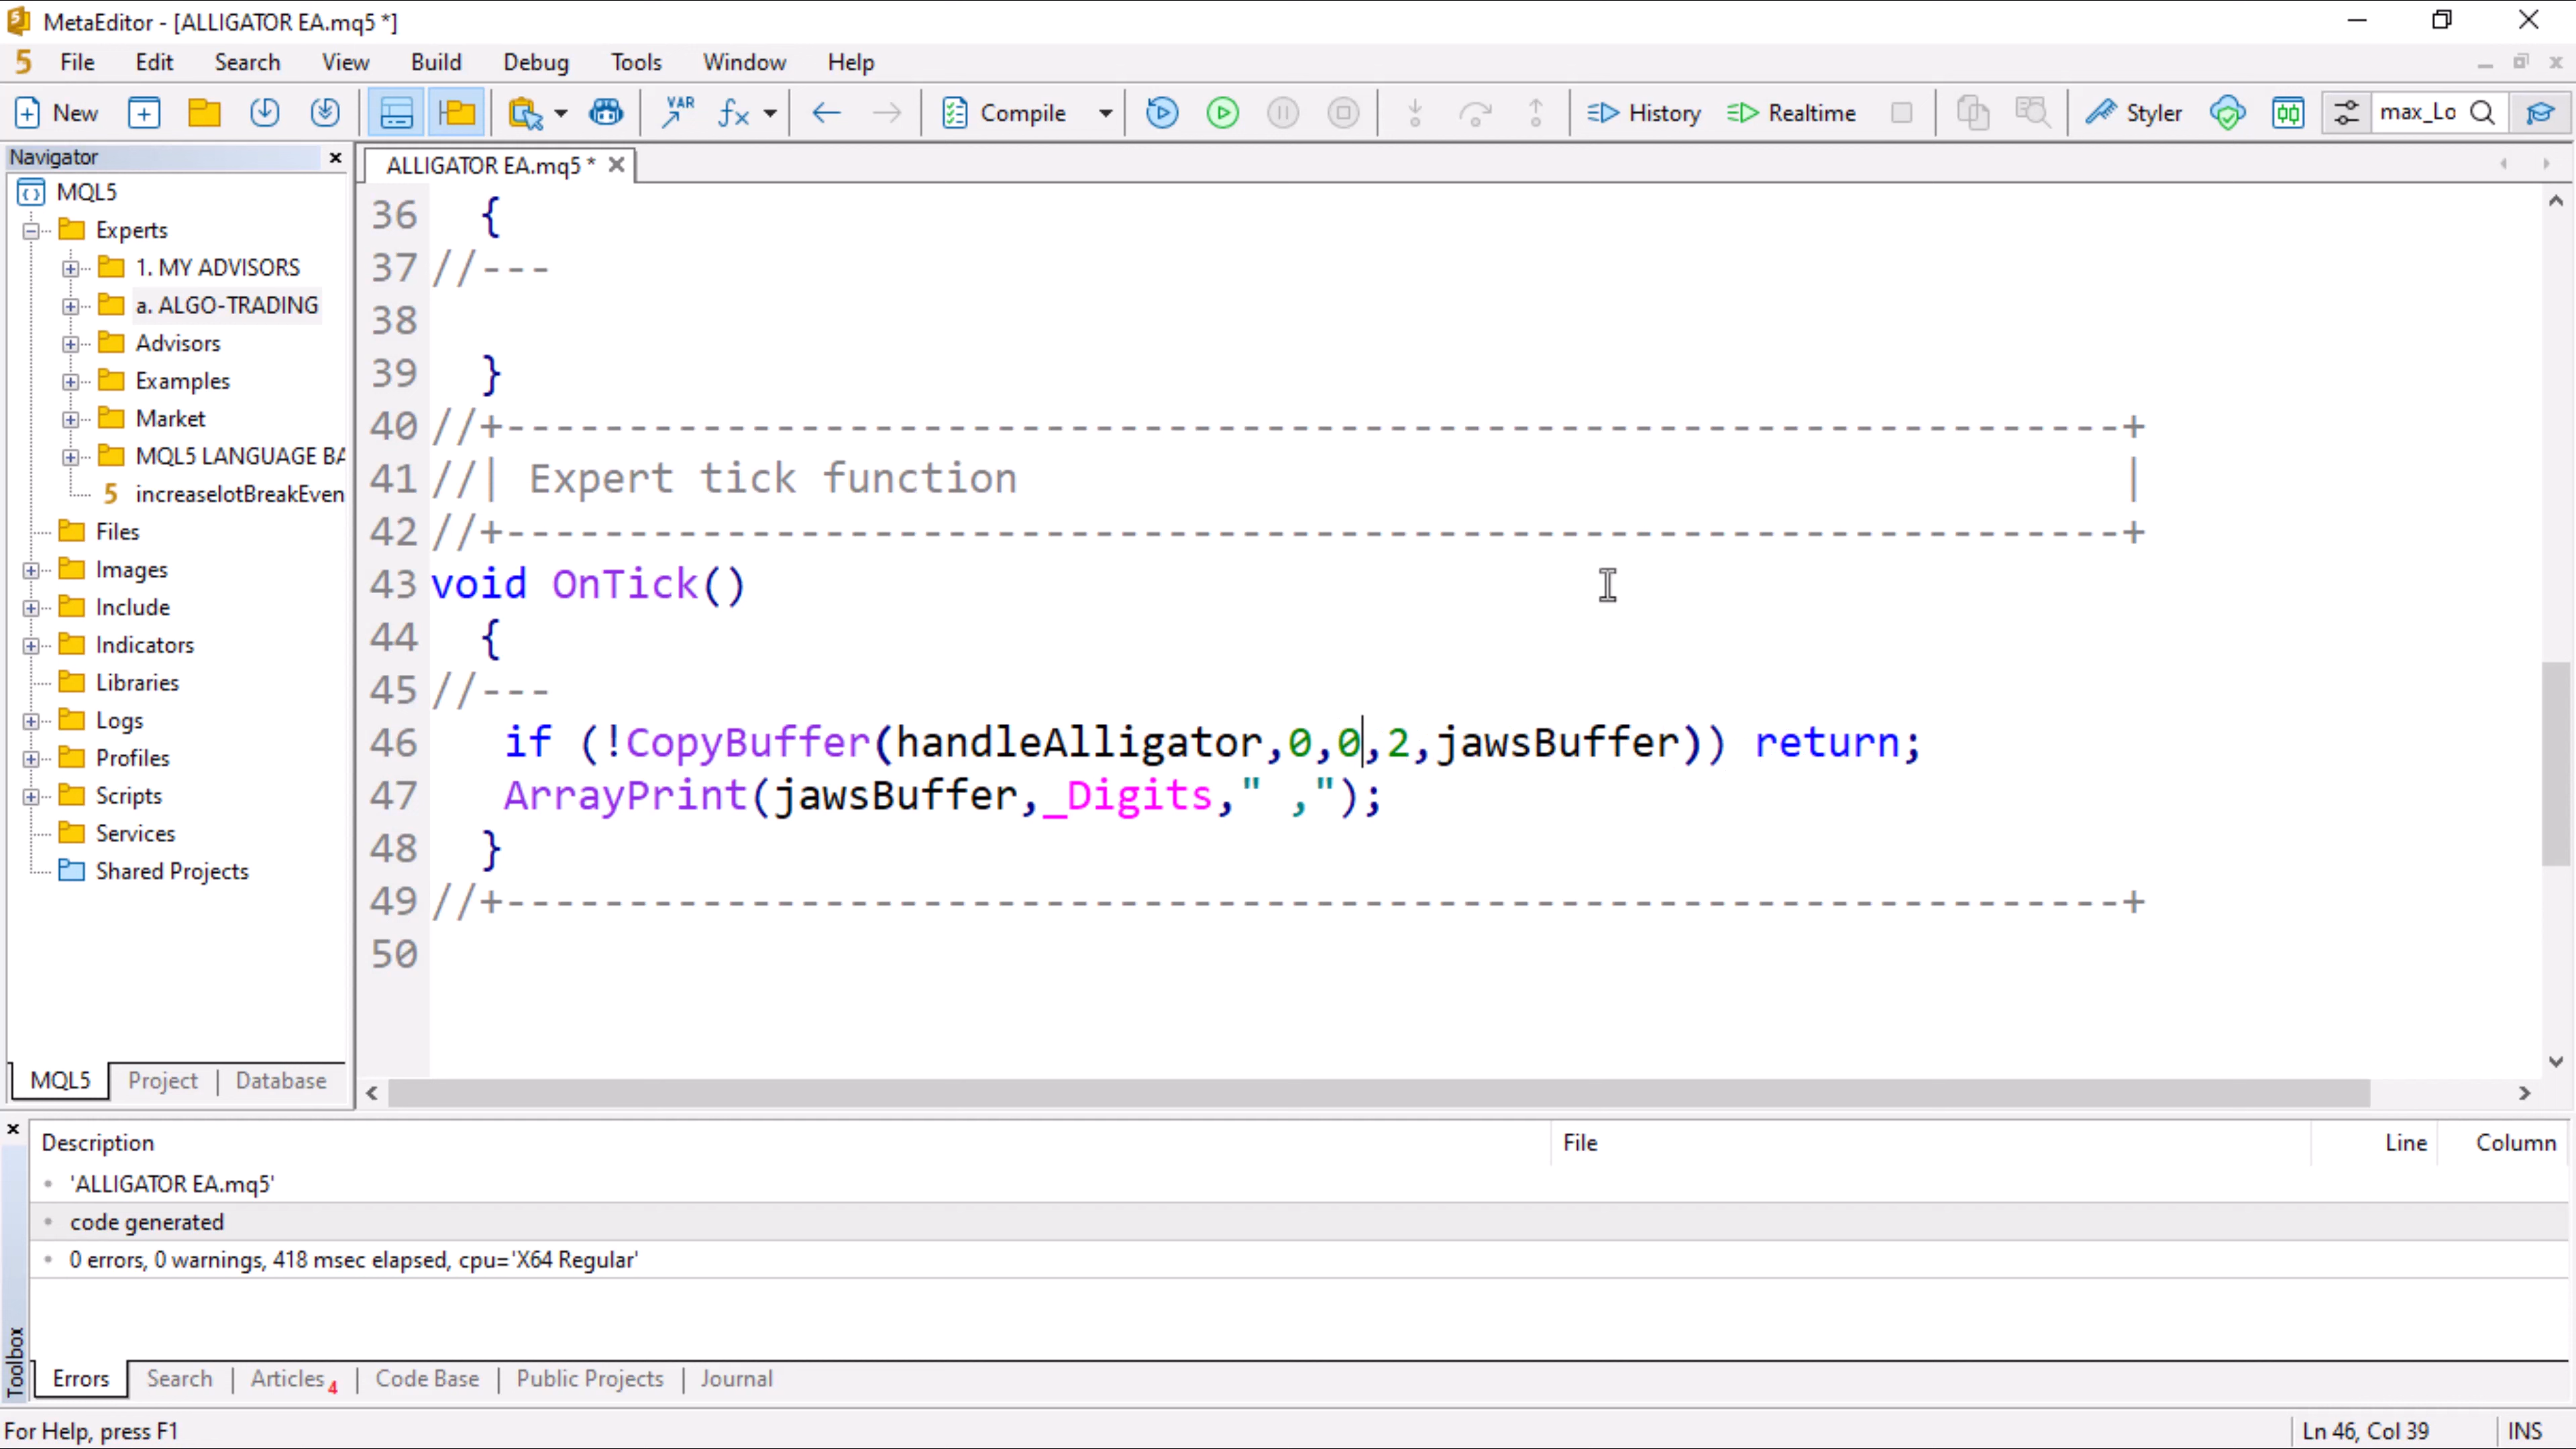 MetaEditor - [ALLIGATOR EA.mq5 *]
5 File Edit Search View Build Debug Tools Window Help
New VAR fx Compile History Realtime Styler max_Lo
Navigator
ALLIGATOR EA.mq5 *
MQL5
Experts
1. MY ADVISORS
a. ALGO-TRADING
Advisors
Examples
Market
MQL5 LANGUAGE BA
5 increaselotBreakEven
Files
Images
Include
Indicators
Libraries
Logs
Profiles
Scripts
Services
Shared Projects
MQL5 Project Database
36 {
37 //---
38
39 }
40 //+------------------------------------------------------------------+
41 //| Expert tick function |
42 //+------------------------------------------------------------------+
43 void OnTick()
44 {
45 //---
46 if (!CopyBuffer(handleAlligator,0,0,2,jawsBuffer)) return;
47 ArrayPrint(jawsBuffer,_Digits," ,");
48 }
49 //+------------------------------------------------------------------+
50
Description File Line Column
'ALLIGATOR EA.mq5'
code generated
0 errors, 0 warnings, 418 msec elapsed, cpu='X64 Regular'
Toolbox
Errors Search Articles 4 Code Base Public Projects Journal
For Help, press F1 Ln 46, Col 39 INS